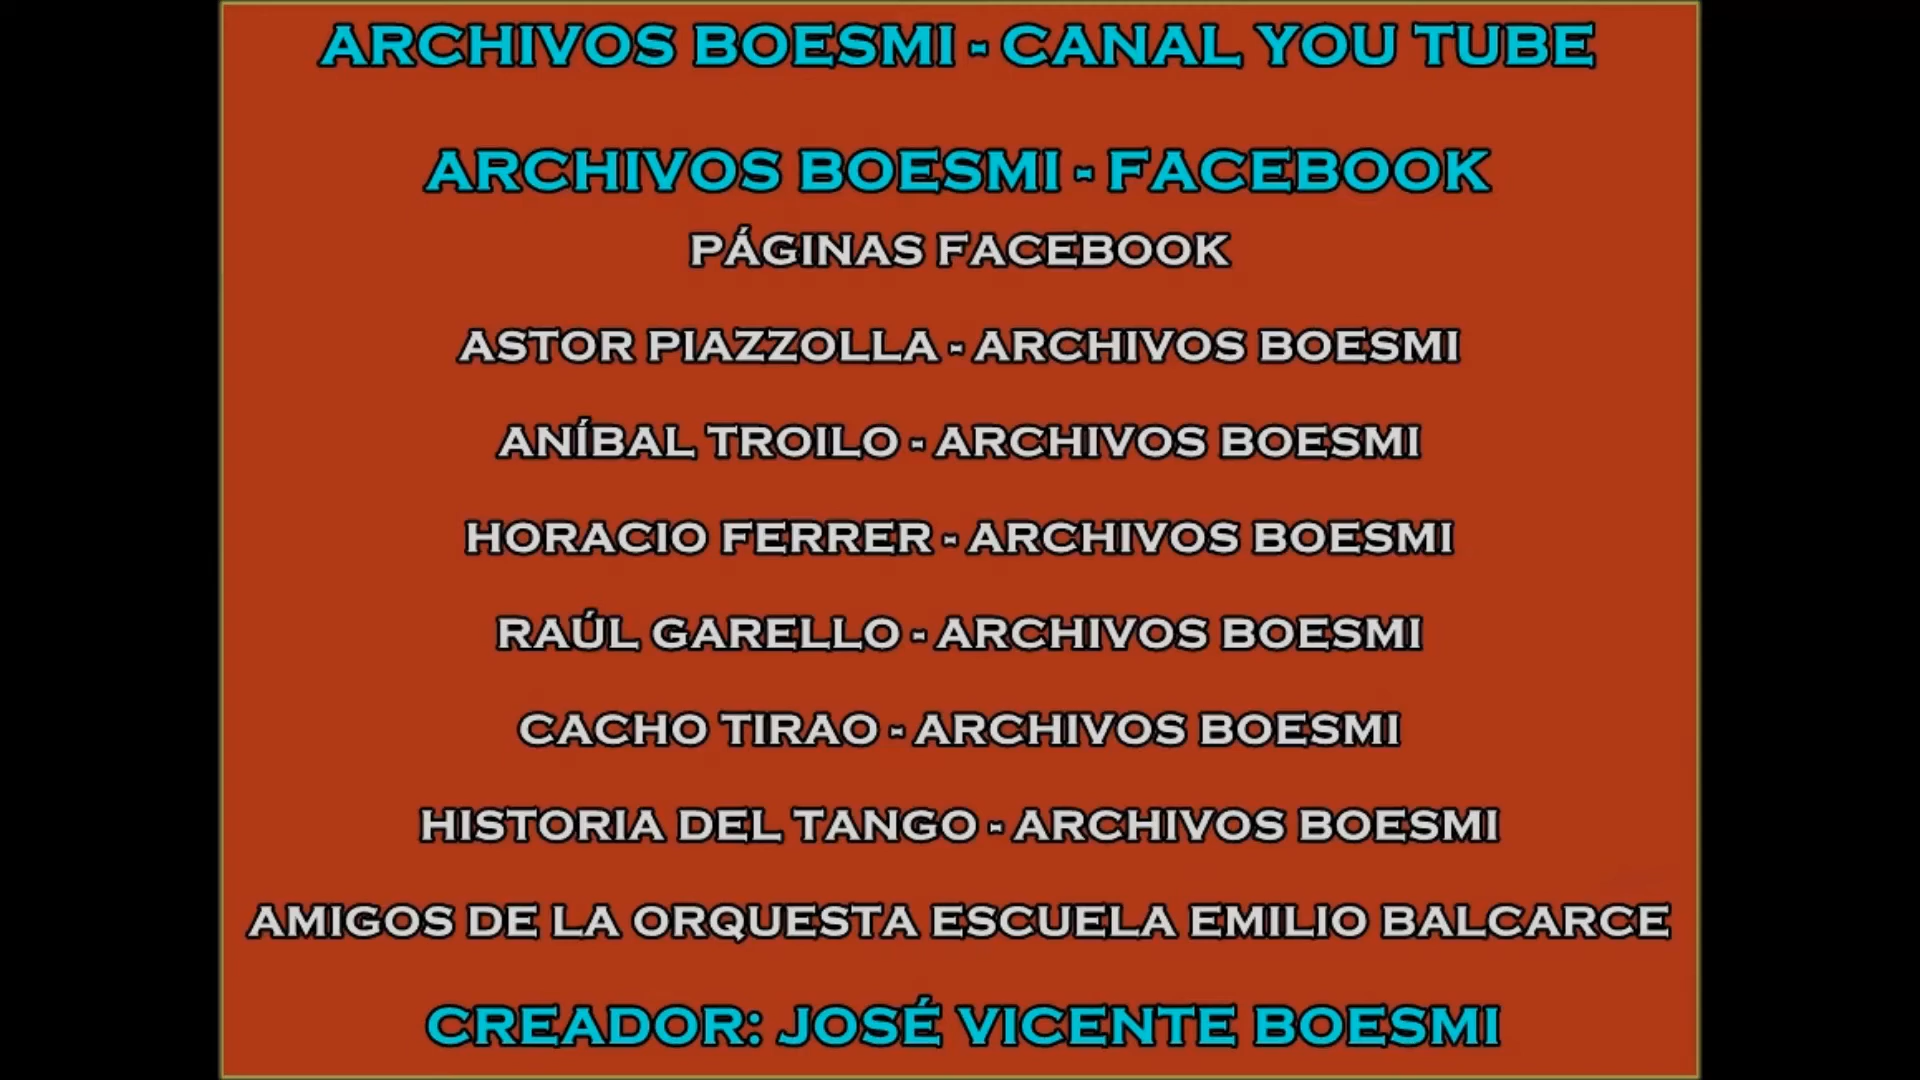 ARCHIVOS BOESMI - CANAL YOU TUBE
ARCHIVOS BOESMI - FACEBOOK
PÁGINAS FACEBOOK
ASTOR PIAZZOLLA - ARCHIVOS BOESMI
ANÍBAL TROILO - ARCHIVOS BOESMI
HORACIO FERRER - ARCHIVOS BOESMI
RAÚL GARELLO - ARCHIVOS BOESMI
CACHO TIRAO - ARCHIVOS BOESMI
HISTORIA DEL TANGO - ARCHIVOS BOESMI
AMIGOS DE LA ORQUESTA ESCUELA EMILIO BALCARCE
CREADOR: JOSÉ VICENTE BOESMI